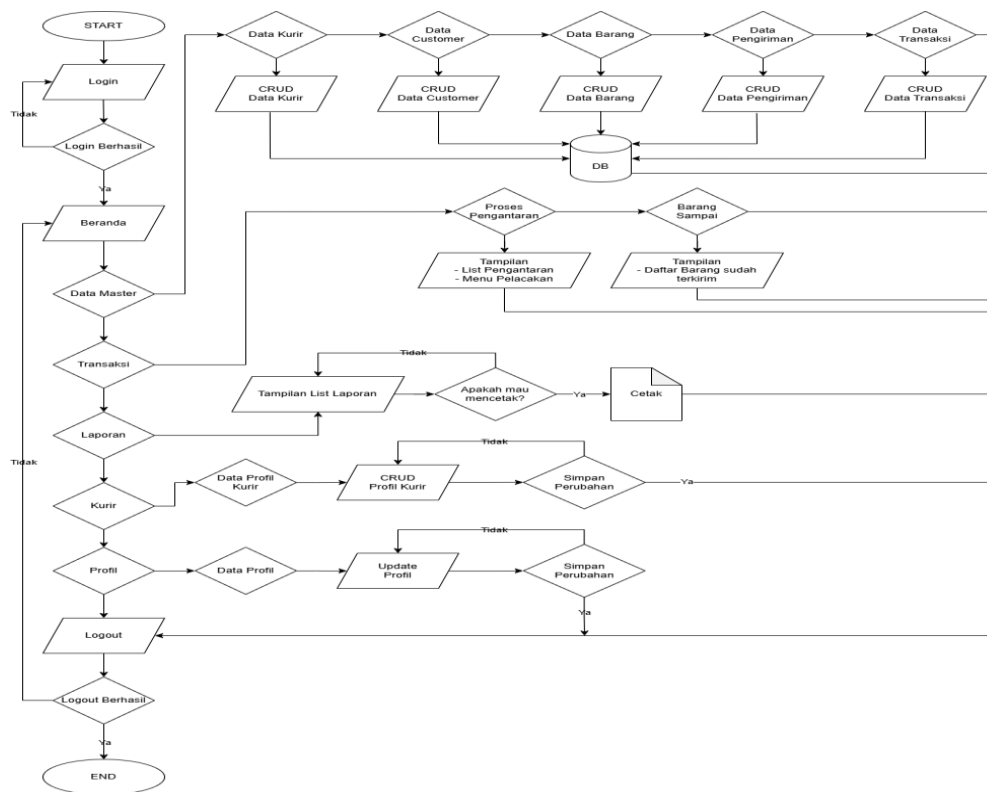 START
Login
Tidak
Login Berhasil
Ya
Beranda
Data Master
Transaksi
Laporan
Tidak
Kurir
Profil
Logout
Logout Berhasil
Ya
END
Data Kurir
Data
Customer
Data Barang
Data
Pengiriman
Data
Transaksi
CRUD
Data Kurir
CRUD
Data Customer
CRUD
Data Barang
CRUD
Data Pengiriman
CRUD
Data Transaksi
DB
Proses
Pengantaran
Barang
Sampai
Tampilan
- List Pengantaran
- Menu Pelacakan
Tampilan
- Daftar Barang sudah
terkirim
Tidak
Tampilan List Laporan
Apakah mau
mencetak?
Ya
Cetak
Data Profil
Kurir
Tidak
CRUD
Profil Kurir
Simpan
Perubahan
Ya
Data Profil
Tidak
Update
Profil
Simpan
Perubahan
Ya